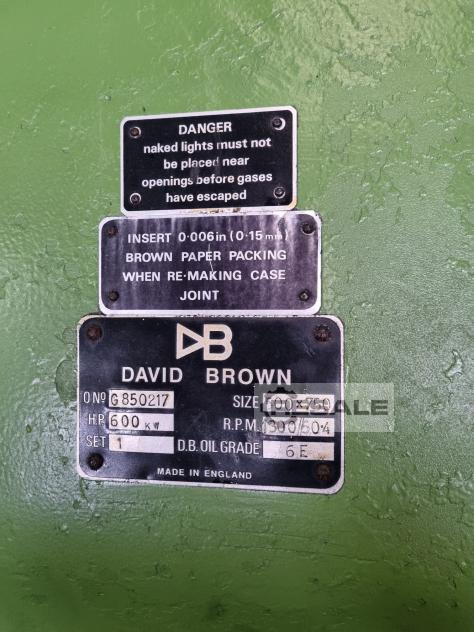 DANGER
naked lights must not
be placed near
openings before gases
have escaped
INSERT 0·006in (0·15mm)
BROWN PAPER PACKING
WHEN RE-MAKING CASE
JOINT
DB
DAVID BROWN
O Nº G850217 SIZE
H.P. 600 KW R.P.M.
SET 1 D.B. OIL GRADE 6E
MADE IN ENGLAND